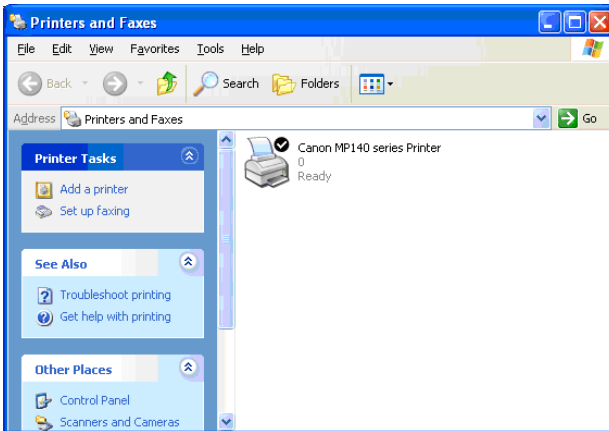 Printers and Faxes
File Edit View Favorites Tools Help
Back Search Folders
Address Printers and Faxes Go
Printer Tasks
Add a printer
Set up faxing
See Also
Troubleshoot printing
Get help with printing
Other Places
Control Panel
Scanners and Cameras
Canon MP140 series Printer
0
Ready